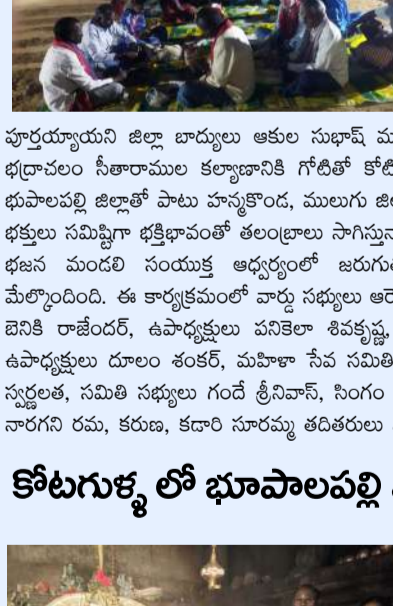 పూర్తయ్యాయని జిల్లా బాద్యులు ఆకుల సుభాష్ మ
భద్రాచలం సీతారాముల కల్యాణానికి గోటితో కోటి
భుపాలపల్లి జిల్లాతో పాటు హన్మకొండ, ములుగు జిల
భక్తులు సమిష్టిగా భక్తిభావంతో తలంబ్రాలు సాగిస్తున
భజన మండలి సంయుక్త ఆధ్వర్యంలో జరుగుత
మేల్కొందింది. ఈ కార్యక్రమంలో వార్డు సభ్యులు ఆరె
బెనికి రాజేందర్, ఉపాధ్యక్షులు పనికెలా శివకృష్ణ,
ఉపాధ్యక్షులు దూలం శంకర్, మహిళా సేవ సమితి
స్వర్ణలత, సమితి సభ్యులు గందే శ్రీనివాస్, సింగం
నారగని రమ, కరుణ, కడారి సూరమ్మ తదితరులు
కోటగుళ్ళ లో భూపాలపల్లి